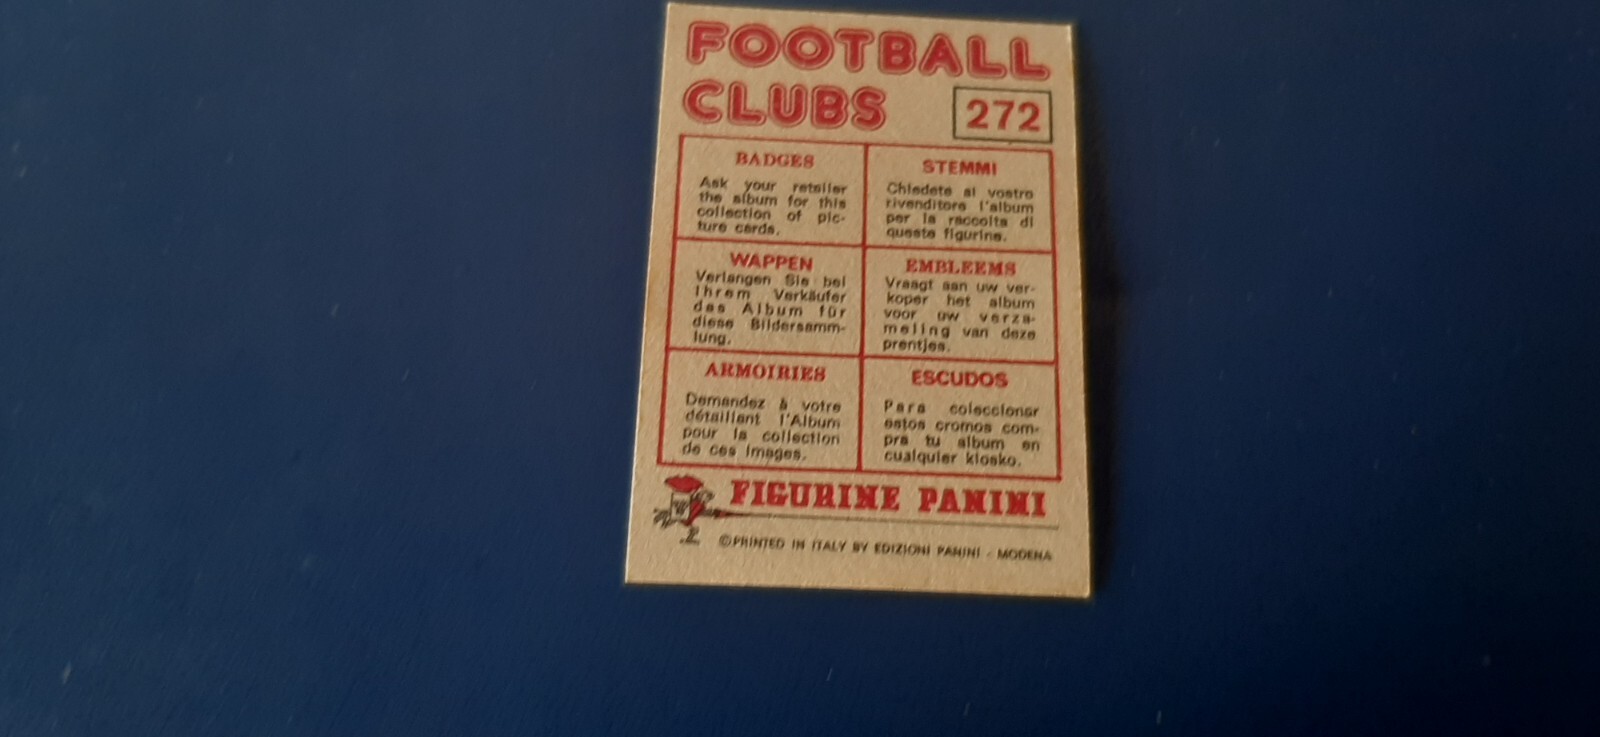 FOOTBALL
CLUBS
272
BADGES
Ask your retailer
the album for this
collection of pic-
ture cards.
STEMMI
Chiedete al vostro
rivenditore l'album
per la raccolta di
queste figurine.
WAPPEN
Verlangen Sie bei
Ihrem Verkäufer
das Album für
diese Bildersamm-
lung.
EMBLEEMS
Vraagt aan uw ver-
koper het album
voor uw verza-
meling van deze
prentjes.
ARMOIRIES
Demandez à votre
détaillant l'Album
pour la collection
de ces images.
ESCUDOS
Para coleccionar
estos cromos com-
pra tu album en
cualquier kiosko.
FIGURINE PANINI
©PRINTED IN ITALY BY EDIZIONI PANINI - MODENA